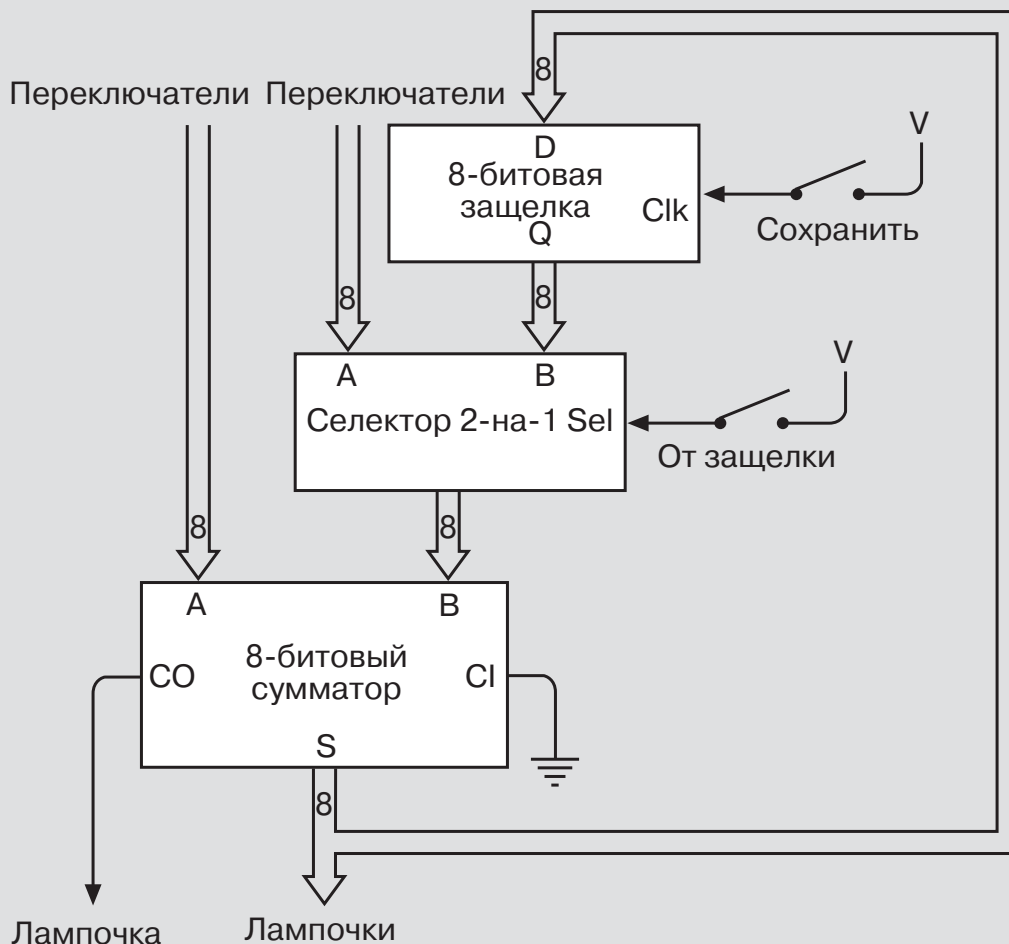 8
Переключатели Переключатели
V
D
8-битовая
защелка
Clk
Q
Сохранить
8
8
V
A
B
Селектор 2-на-1 Sel
От защелки
8
8
A
B
8-битовый
сумматор
CO
CI
S
8
Лампочка
Лампочки